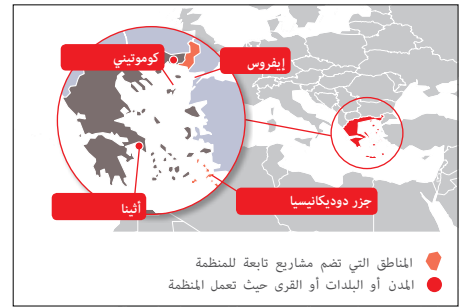 كوموتيني
إيفروس
أثينا
جزر دوديكانيسيا
المناطق التي تضم مشاريع تابعة للمنظمة
المدن أو البلدات أو القرى حيث تعمل المنظمة